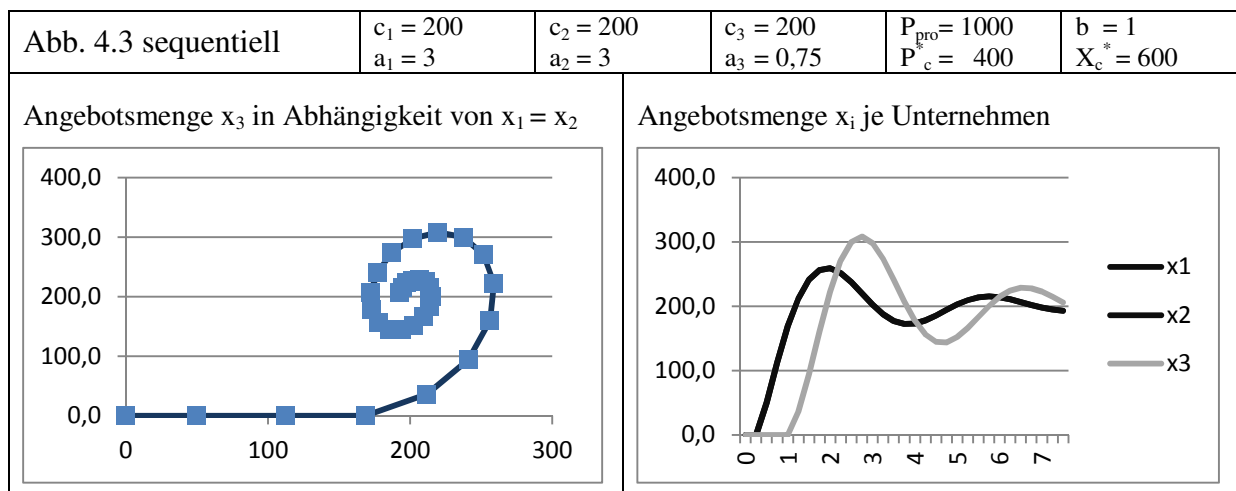 Abb. 4.3 sequentiell
c₁ = 200
a₁ = 3
c₂ = 200
a₂ = 3
c₃ = 200
a₃ = 0,75
Pₚᵣₒ= 1000
P*c = 400
b = 1
Xc* = 600
Angebotsmenge x₃ in Abhängigkeit von x₁ = x₂
400,0
300,0
200,0
100,0
0,0
0 100 200 300
Angebotsmenge xᵢ je Unternehmen
400,0
300,0
200,0
100,0
0,0
0 1 2 3 4 5 6 7
x1
x2
x3